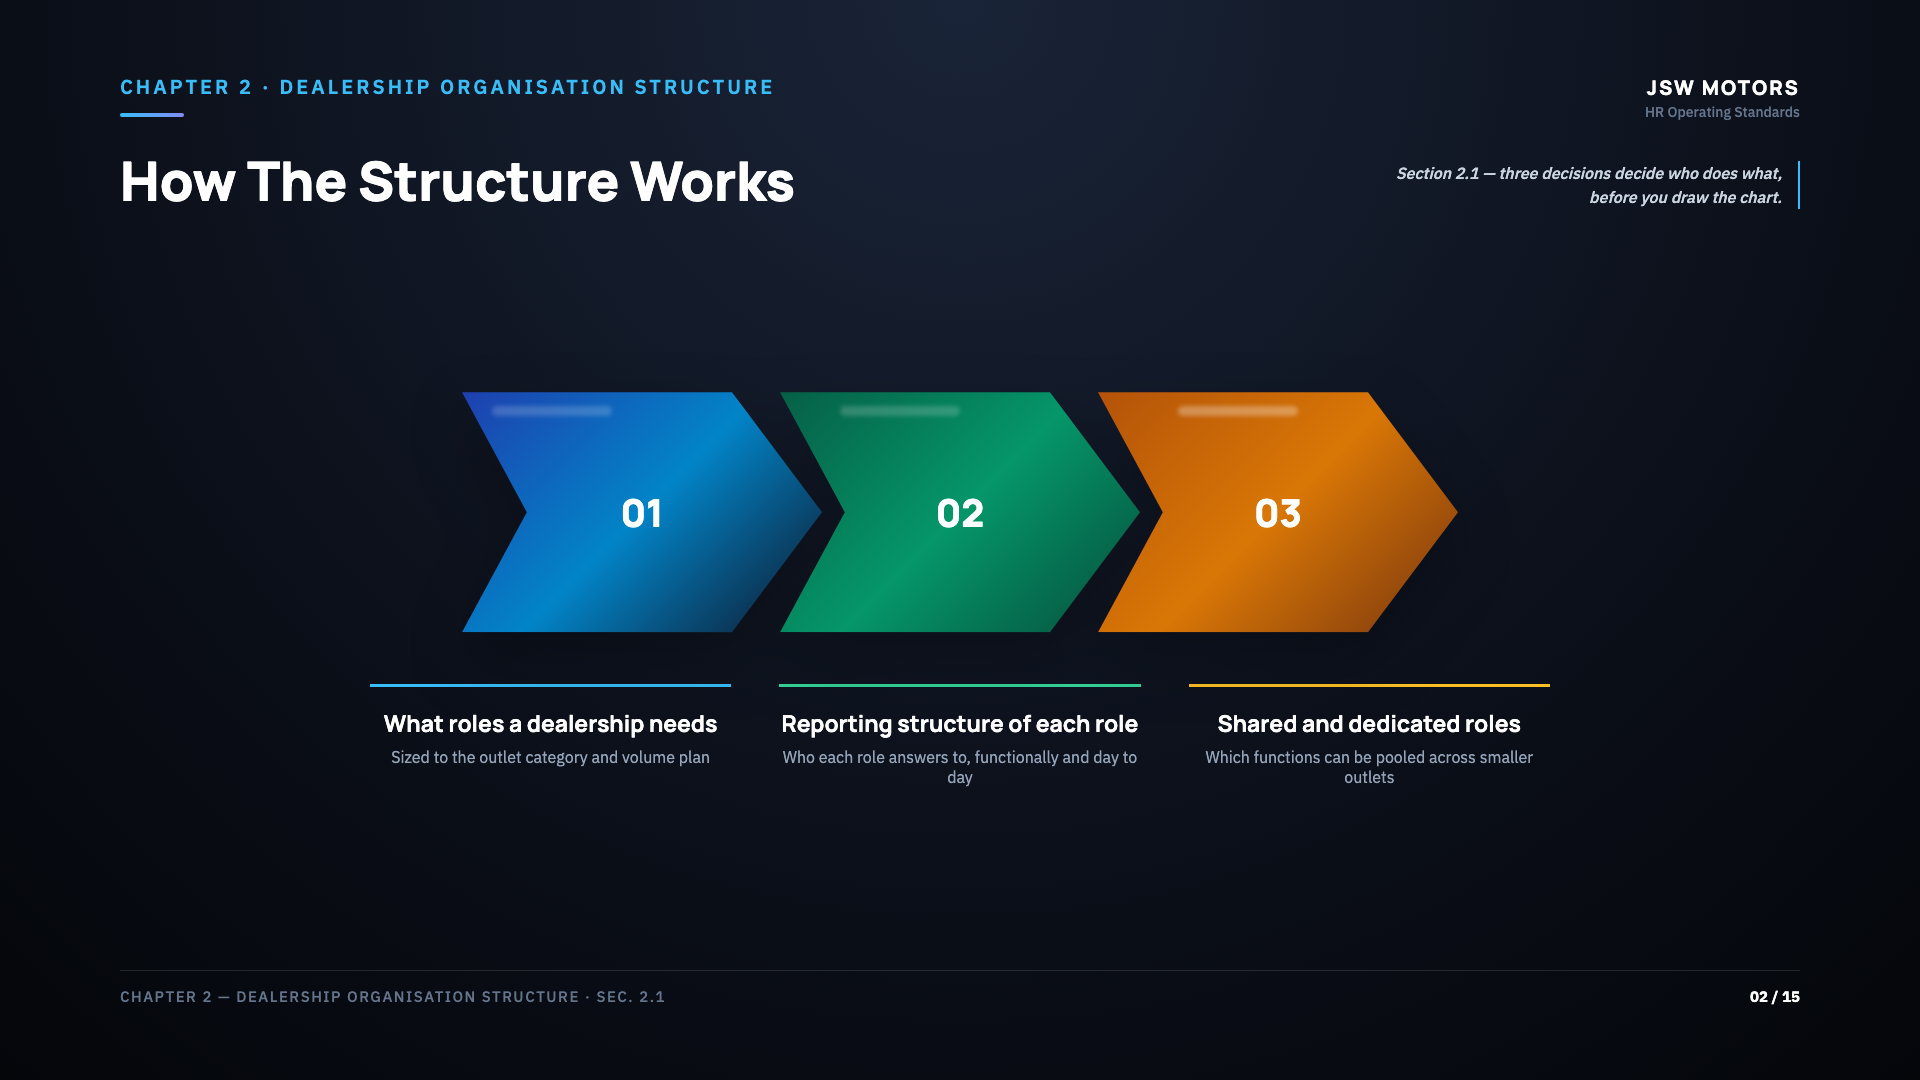 CHAPTER 2 · DEALERSHIP ORGANISATION STRUCTURE
JSW MOTORS
HR Operating Standards
How The Structure Works
Section 2.1 — three decisions decide who does what,
before you draw the chart.
01
02
03
What roles a dealership needs
Sized to the outlet category and volume plan
Reporting structure of each role
Who each role answers to, functionally and day to
day
Shared and dedicated roles
Which functions can be pooled across smaller
outlets
CHAPTER 2 — DEALERSHIP ORGANISATION STRUCTURE · SEC. 2.1
02 / 15